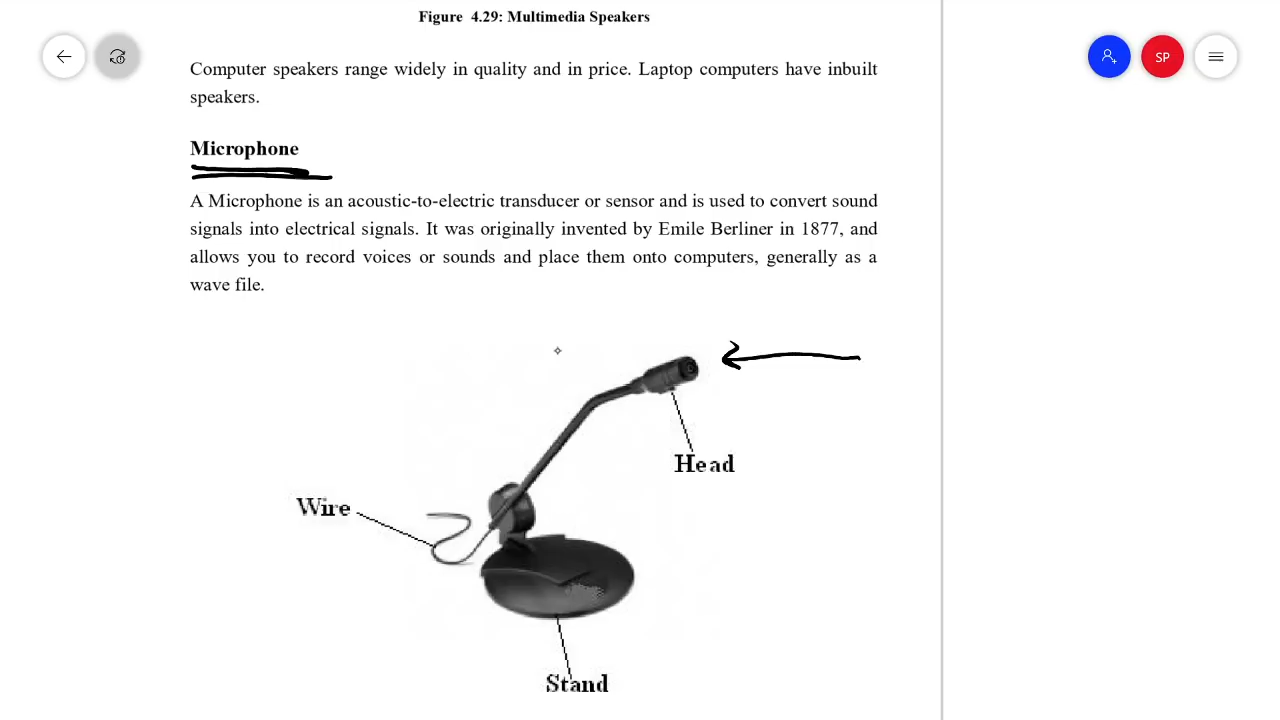 Figure 4.29: Multimedia Speakers
SP
Computer speakers range widely in quality and in price. Laptop computers have inbuilt
speakers.
Microphone
A Microphone is an acoustic-to-electric transducer or sensor and is used to convert sound
signals into electrical signals. It was originally invented by Emile Berliner in 1877, and
allows you to record voices or sounds and place them onto computers, generally as a
wave file.
Head
Wire
Stand